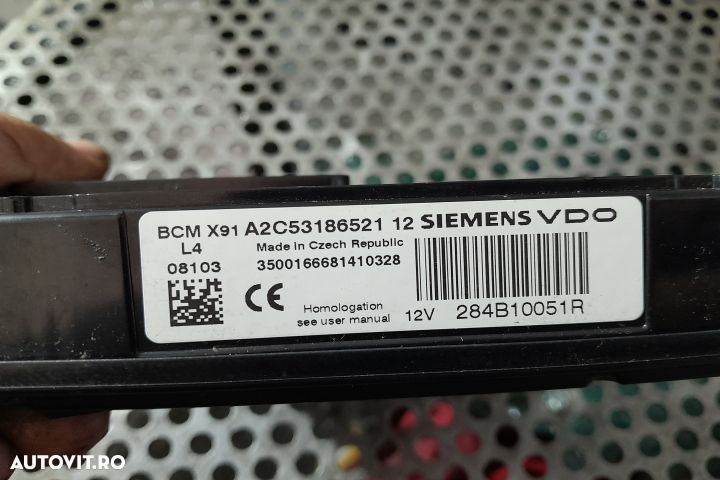 BCM X91 A2C53186521 12 SIEMENS VDO
L4 Made in Czech Republic
08103 3500166681410328
CE Homologation
see user manual 12V 284B10051R
AUTOVIT.RO